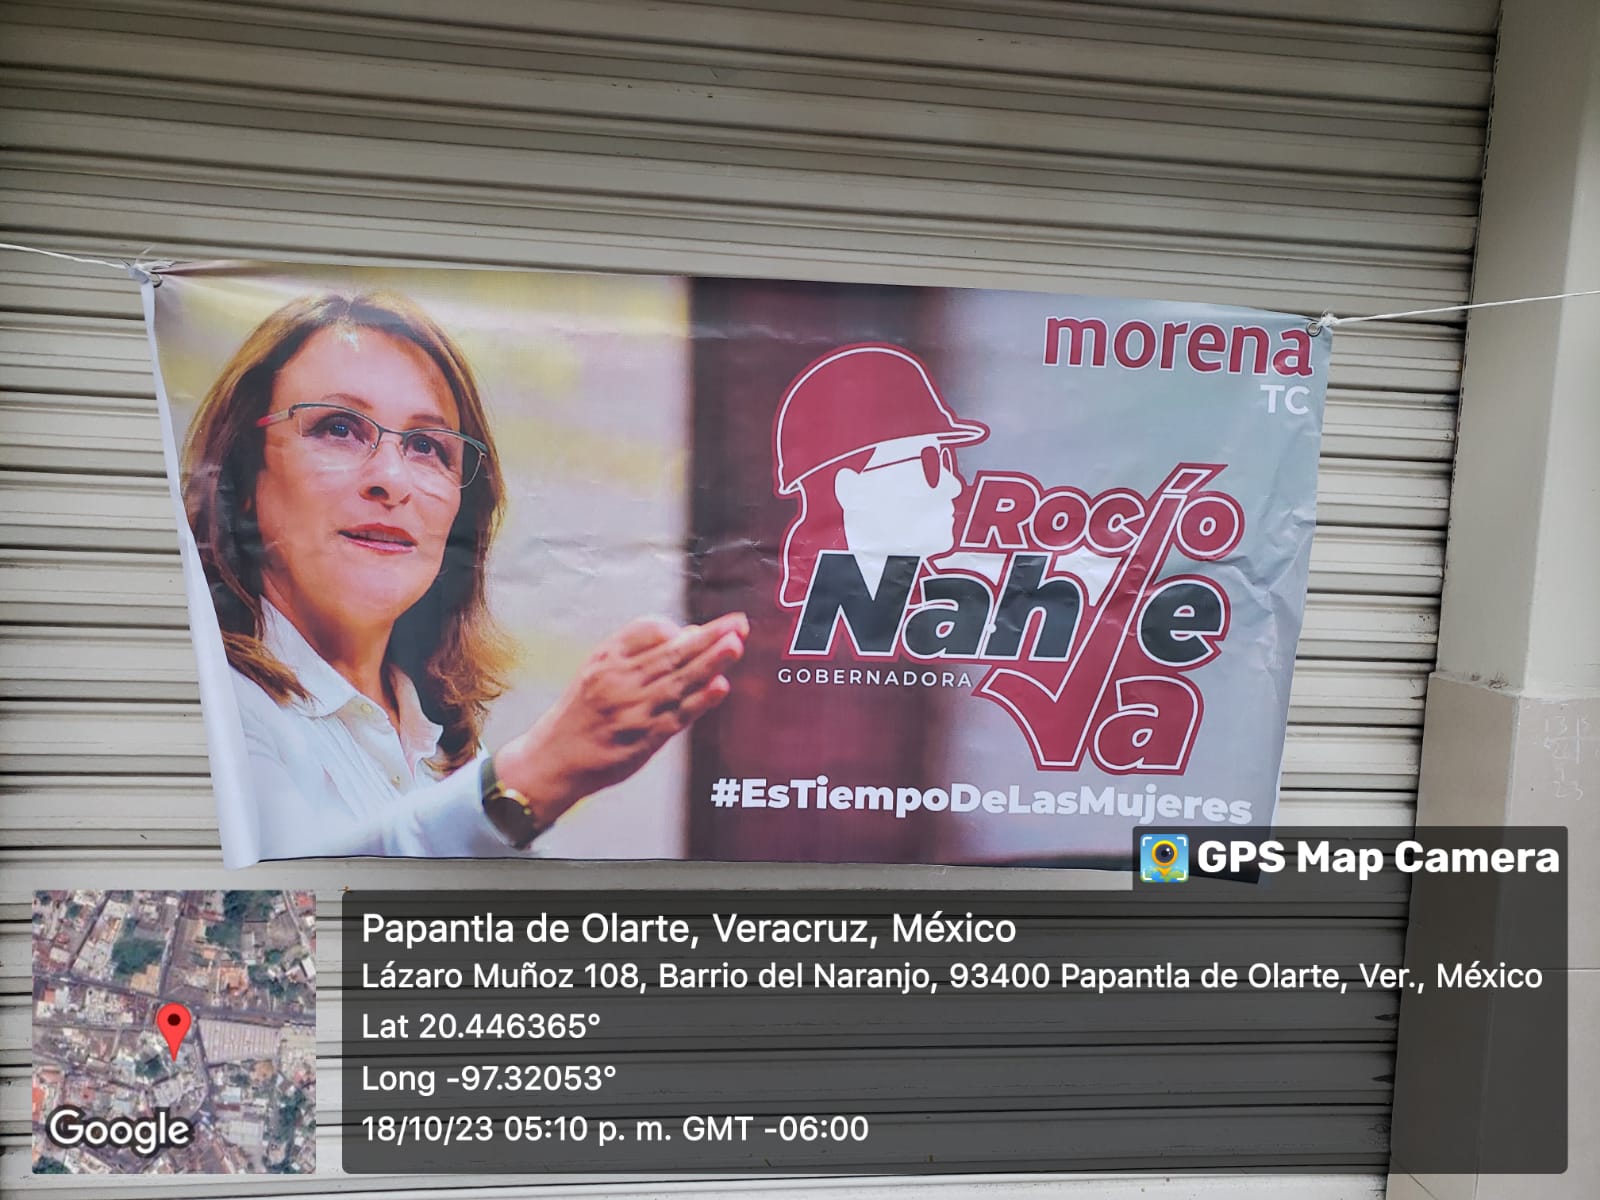 morena
TC
Rocío
Nahle
Va
GOBERNADORA
#EsTiempoDeLasMujeres
GPS Map Camera
Papantla de Olarte, Veracruz, México
Lázaro Muñoz 108, Barrio del Naranjo, 93400 Papantla de Olarte, Ver., México
Lat 20.446365°
Long -97.32053°
18/10/23 05:10 p. m. GMT -06:00
Google